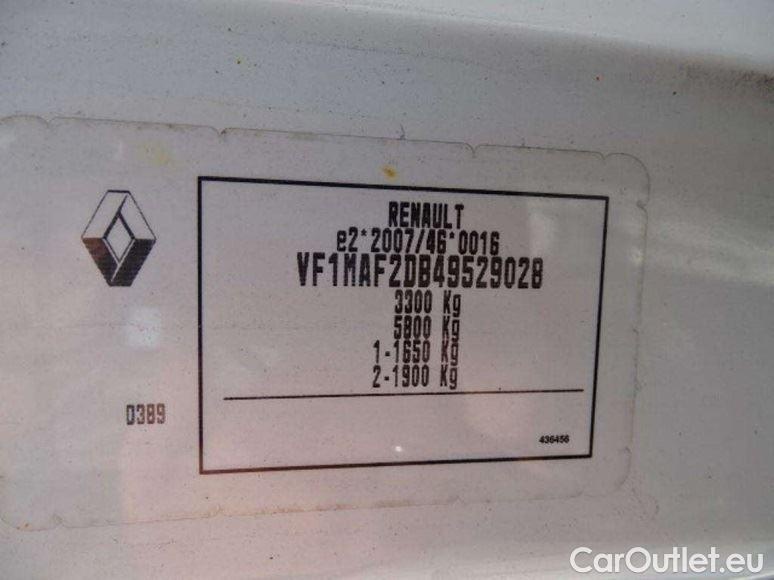 RENAULT
e2*2007/46*0016
VF1MAF2DB49529028
3300 Kg
5800 Kg
1-1650 Kg
2-1900 Kg
0389
436456
CarOutlet.eu